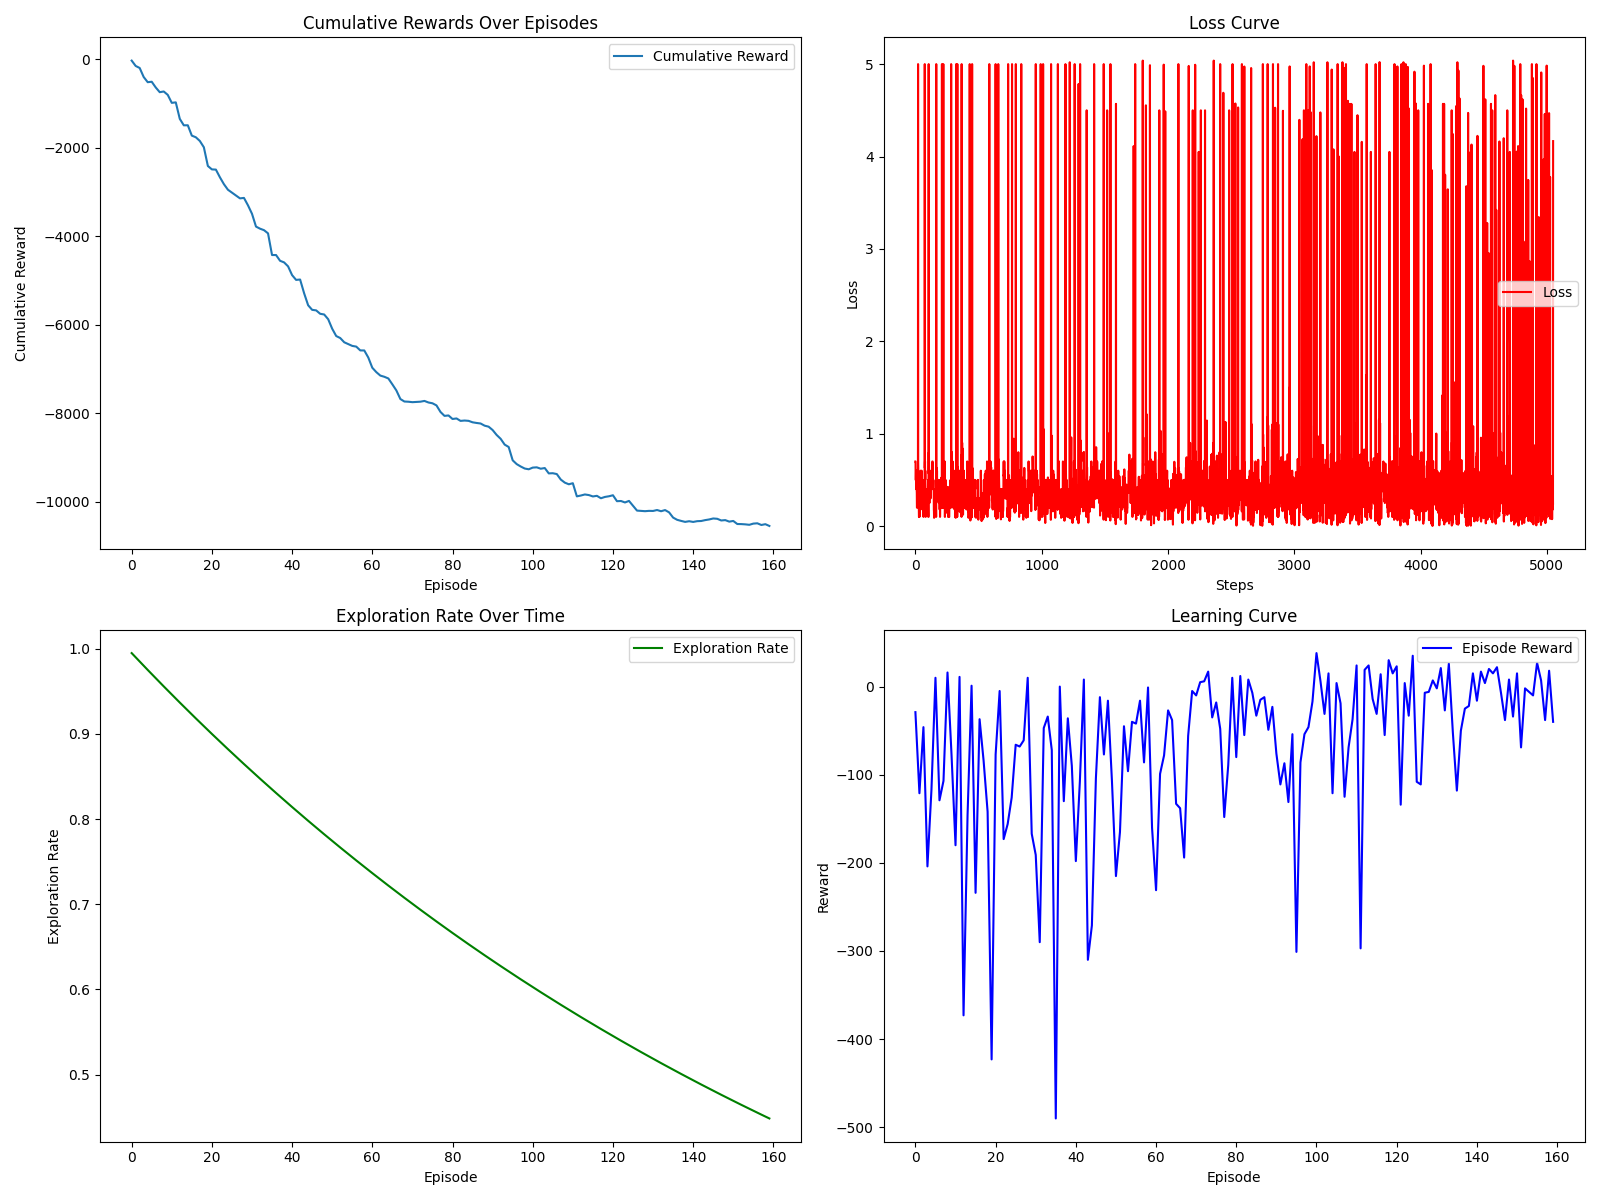 Cumulative Rewards Over Episodes
Cumulative Reward
0
−2000
−4000
−6000
−8000
−10000
Cumulative Reward
0 20 40 60 80 100 120 140 160
Episode
Loss Curve
Loss
5
4
3
2
1
0
Loss
0 1000 2000 3000 4000 5000
Steps
Exploration Rate Over Time
Exploration Rate
1.0
0.9
0.8
0.7
0.6
0.5
Exploration Rate
0 20 40 60 80 100 120 140 160
Episode
Learning Curve
Episode Reward
0
−100
−200
−300
−400
−500
Reward
0 20 40 60 80 100 120 140 160
Episode